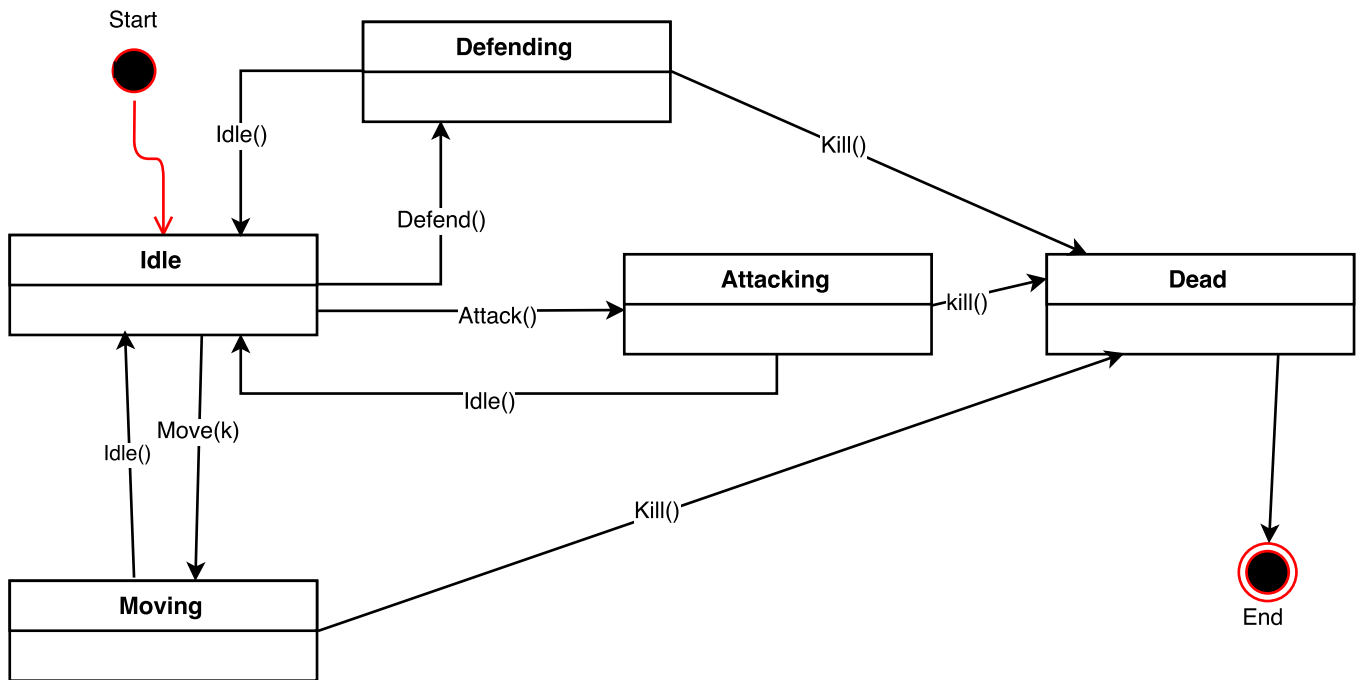 Start
Defending
Idle()
Kill()
Defend()
Idle
Attacking
Dead
kill()
Attack()
Idle()
Move(k)
Idle()
Kill()
Moving
End